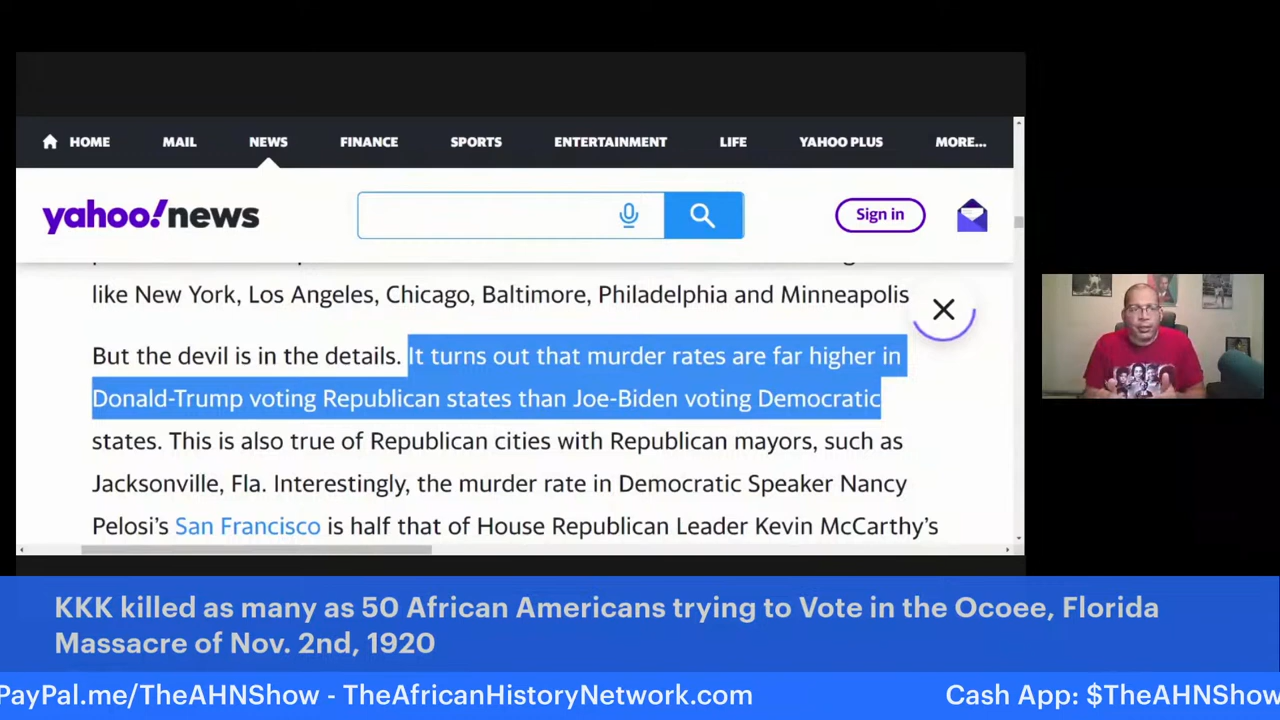 HOME MAIL NEWS FINANCE SPORTS ENTERTAINMENT LIFE YAHOO PLUS MORE...
yahoo!news Sign in
like New York, Los Angeles, Chicago, Baltimore, Philadelphia and Minneapolis
But the devil is in the details. It turns out that murder rates are far higher in
Donald-Trump voting Republican states than Joe-Biden voting Democratic
states. This is also true of Republican cities with Republican mayors, such as
Jacksonville, Fla. Interestingly, the murder rate in Democratic Speaker Nancy
Pelosi’s San Francisco is half that of House Republican Leader Kevin McCarthy’s
KKK killed as many as 50 African Americans trying to Vote in the Ocoee, Florida
Massacre of Nov. 2nd, 1920
PayPal.me/TheAHNShow - TheAfricanHistoryNetwork.com Cash App: $TheAHNShow